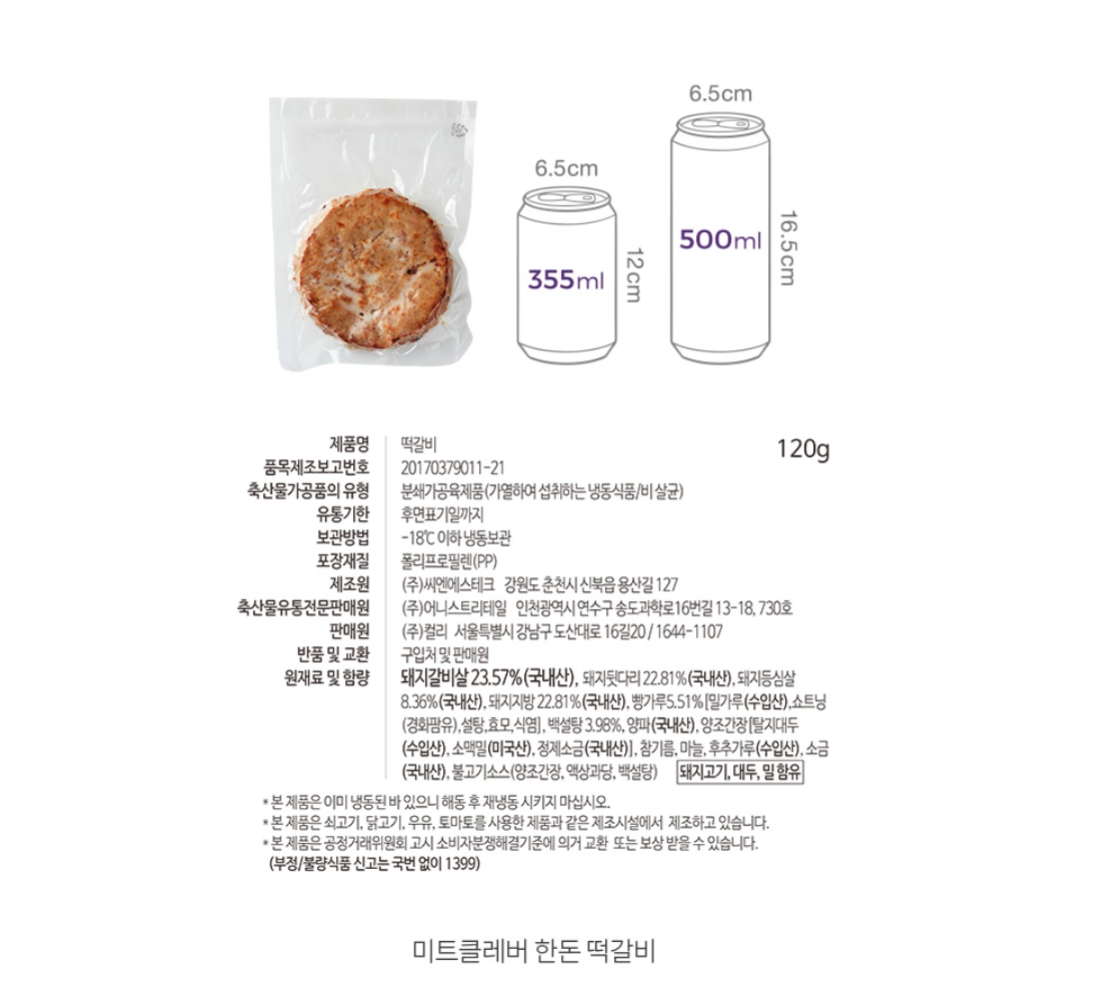 6.5cm
6.5cm
355ml
12cm
500ml
16.5cm
120g
제품명 떡갈비
품목제조보고번호 20170379011-21
축산물가공품의 유형 분쇄가공육제품(가열하여 섭취하는 냉동식품/비 살균)
유통기한 후면표기일까지
보관방법 -18℃ 이하 냉동보관
포장재질 폴리프로필렌(PP)
제조원 (주)씨엔에스테크 강원도 춘천시 신북읍 용산길 127
축산물유통전문판매원 (주)어니스트리테일 인천광역시 연수구 송도과학로16번길 13-18, 730호
판매원 (주)컬리 서울특별시 강남구 도산대로 16길20 / 1644-1107
반품 및 교환 구입처 및 판매원
원재료 및 함량 돼지갈비살 23.57%(국내산), 돼지뒷다리 22.81%(국내산), 돼지등심살
8.36%(국내산), 돼지지방 22.81%(국내산), 빵가루5.51%[밀가루(수입산),쇼트닝
(경화팜유),설탕,효모,식염], 백설탕 3.98%, 양파(국내산), 양조간장[탈지대두
(수입산), 소맥밀(미국산), 정제소금(국내산)], 참기름, 마늘, 후추가루(수입산), 소금
(국내산), 불고기소스(양조간장, 액상과당, 백설탕) 돼지고기, 대두, 밀 함유
* 본 제품은 이미 냉동된 바 있으니 해동 후 재냉동 시키지 마십시오.
* 본 제품은 쇠고기, 닭고기, 우유, 토마토를 사용한 제품과 같은 제조시설에서 제조하고 있습니다.
* 본 제품은 공정거래위원회 고시 소비자분쟁해결기준에 의거 교환 또는 보상 받을 수 있습니다.
(부정/불량식품 신고는 국번 없이 1399)
미트클레버 한돈 떡갈비